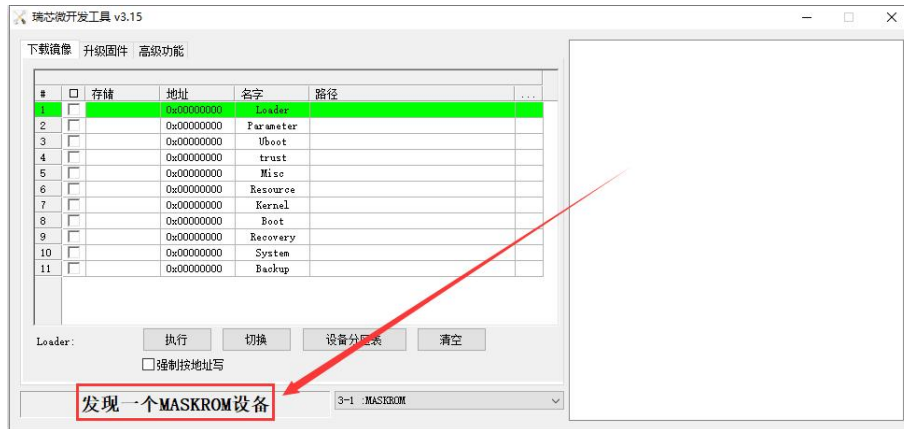 瑞芯微开发工具 v3.15
下载镜像 升级固件 高级功能
# 存储 地址 名字 路径 ...
1 0x00000000 Loader
2 0x00000000 Parameter
3 0x00000000 Uboot
4 0x00000000 trust
5 0x00000000 Misc
6 0x00000000 Resource
7 0x00000000 Kernel
8 0x00000000 Boot
9 0x00000000 Recovery
10 0x00000000 System
11 0x00000000 Backup
Loader: 执行 切换 设备分区表 清空
强制按地址写
发现一个MASKROM设备 3-1 :MASKROM